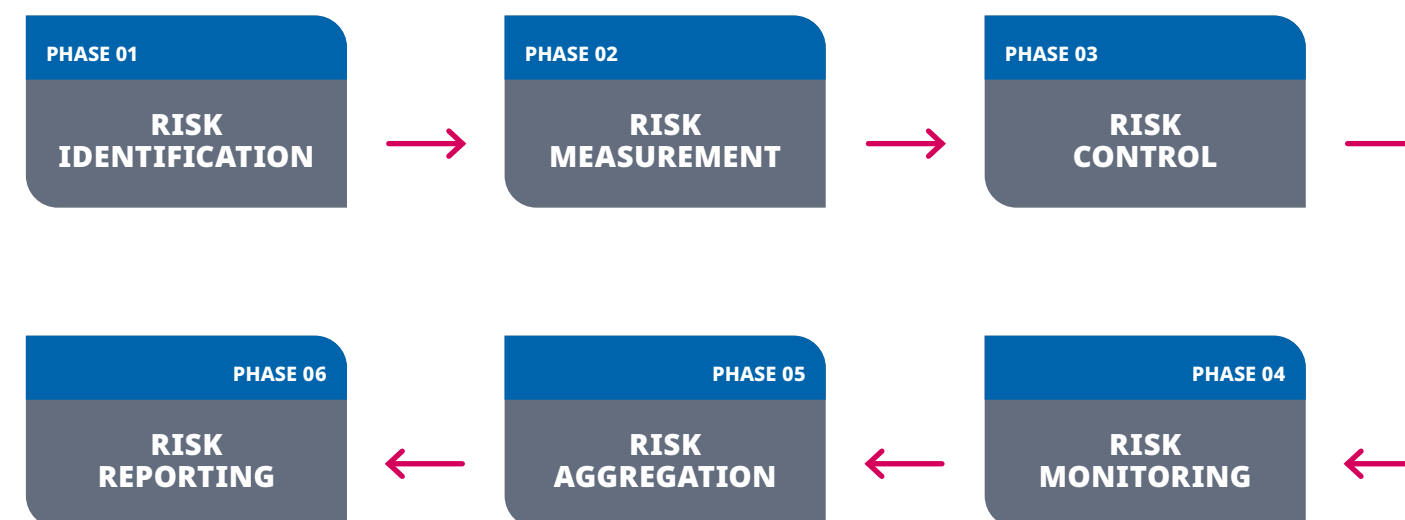 PHASE 01
RISK
IDENTIFICATION
PHASE 02
RISK
MEASUREMENT
PHASE 03
RISK
CONTROL
PHASE 04
RISK
MONITORING
PHASE 05
RISK
AGGREGATION
PHASE 06
RISK
REPORTING